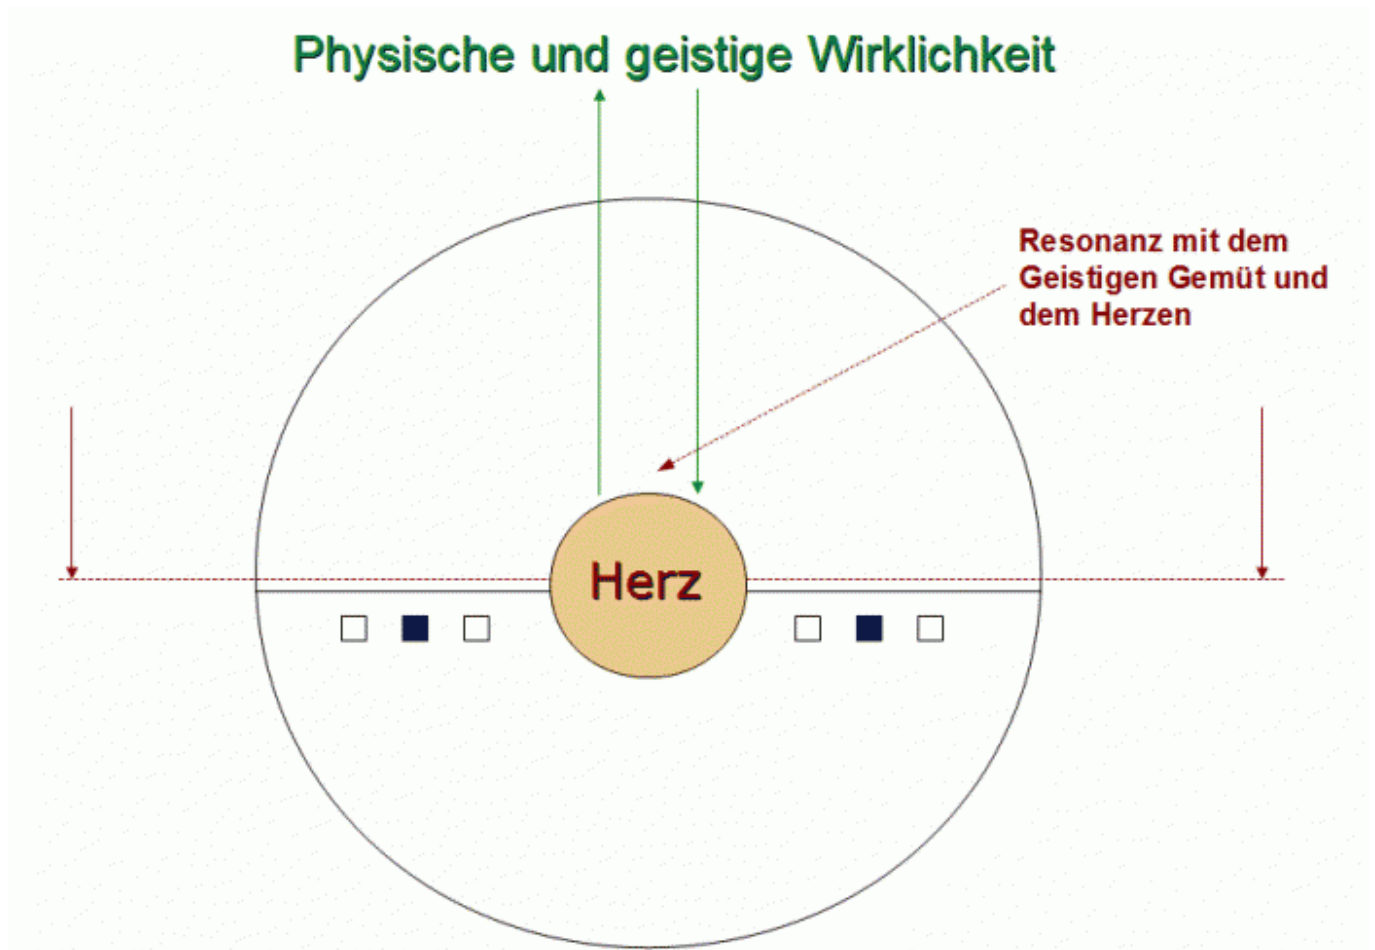 Physische und geistige Wirklichkeit
Resonanz mit dem
Geistigen Gemüt und
dem Herzen
Herz